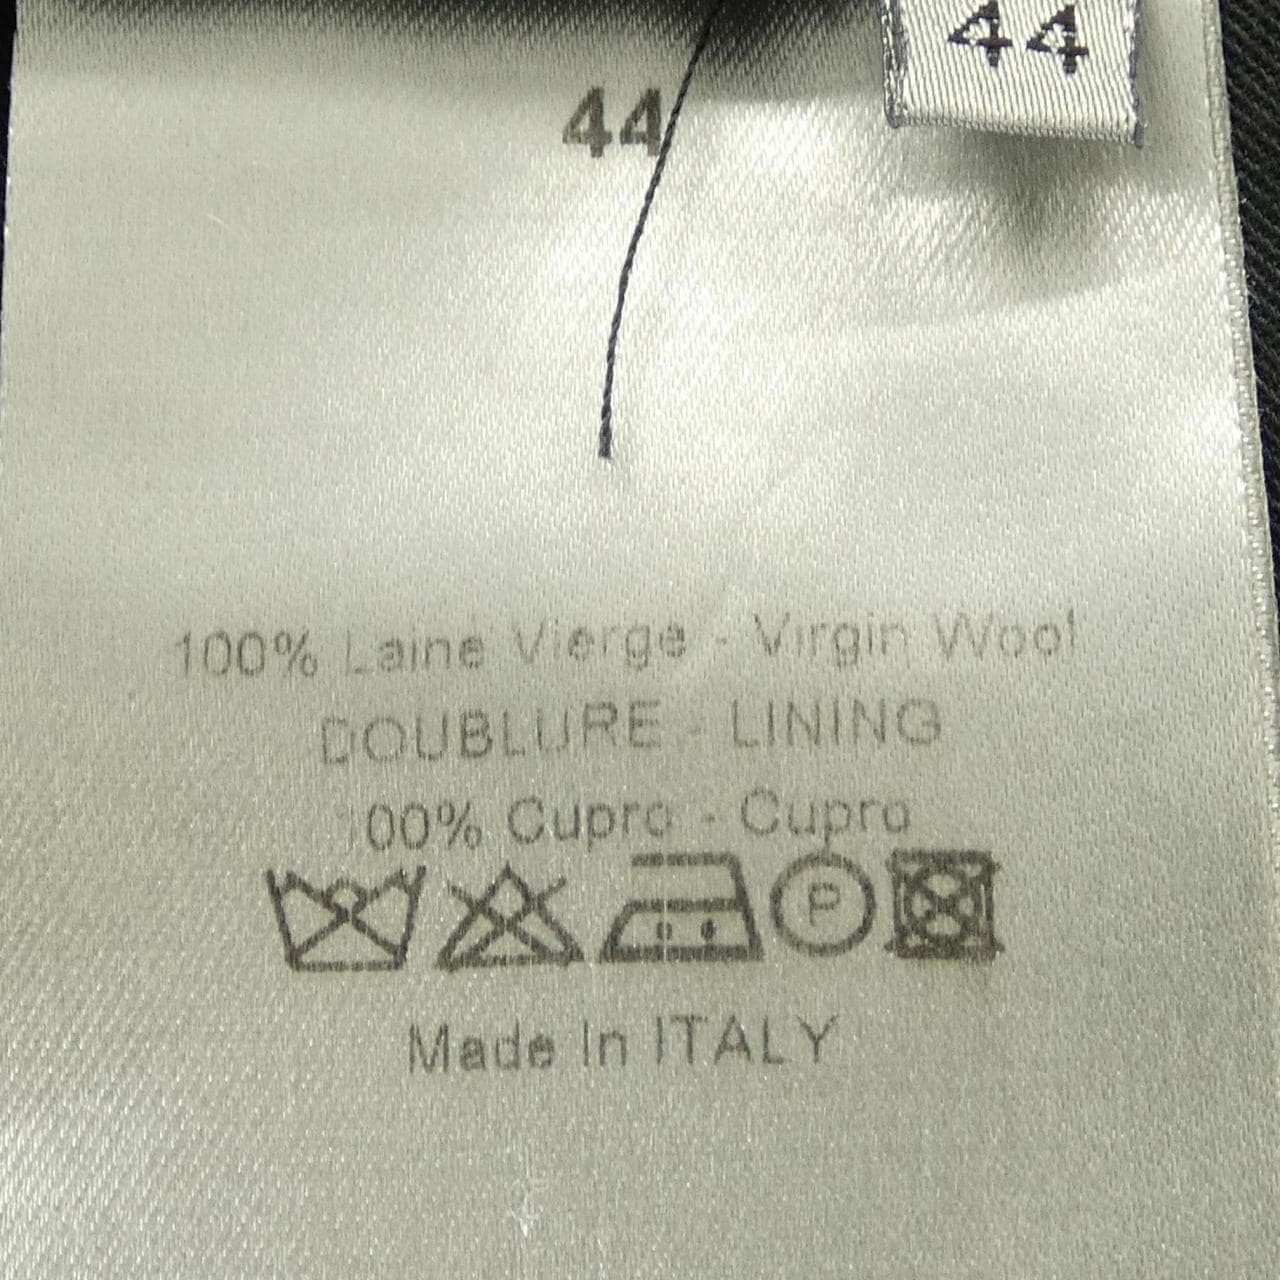 44
44
100% Laine Vierge - Virgin Wool
DOUBLURE - LINING
100% Cupro - Cupro
P
Made In ITALY